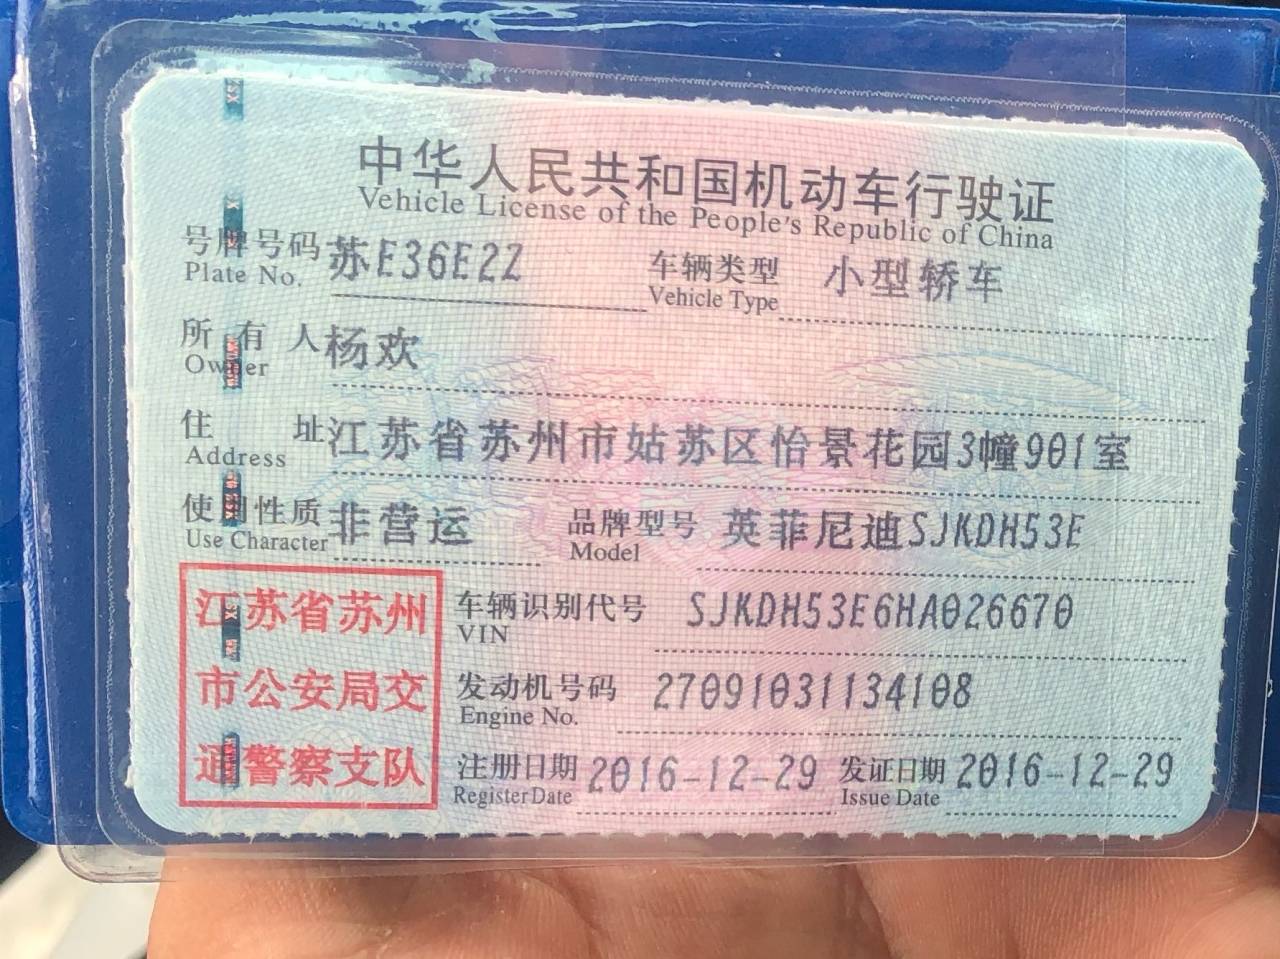 中华人民共和国机动车行驶证
Vehicle License of the People's Republic of China
号牌号码 苏E36E2Z 车辆类型 小型轿车
Plate No. Vehicle Type
所有人 杨欢
Owner
住址 江苏省苏州市姑苏区怡景花园3幢901室
Address
使用性质 非营运 品牌型号 英菲尼迪SJKDH53E
Use Character Model
江苏省苏州
市公安局交
通警察支队
车辆识别代号 SJKDH53E6HA026670
VIN
发动机号码 27091031134108
Engine No.
注册日期 2016-12-29 发证日期 2016-12-29
Register Date Issue Date